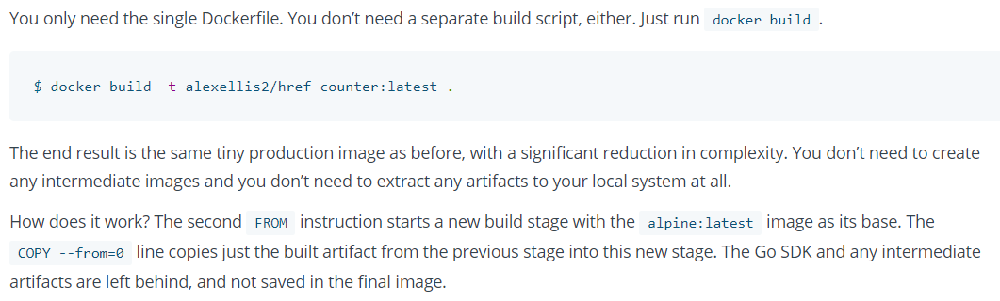 You only need the single Dockerfile. You don’t need a separate build script, either. Just run docker build .
$ docker build -t alexellis2/href-counter:latest .
The end result is the same tiny production image as before, with a significant reduction in complexity. You don’t need to create
any intermediate images and you don’t need to extract any artifacts to your local system at all.
How does it work? The second FROM instruction starts a new build stage with the alpine:latest image as its base. The
COPY --from=0 line copies just the built artifact from the previous stage into this new stage. The Go SDK and any intermediate
artifacts are left behind, and not saved in the final image.